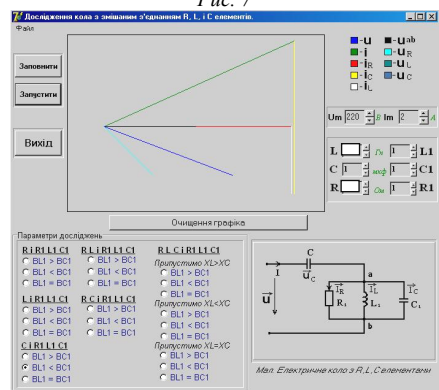 Рис. 7
Дослідження кола з змішаним з'єднанням R, L, і C елементів.
Файл
Заповнити
Запустити
Вихід
-u
-i
-iR
-iC
-iL
-uab
-uR
-uL
-uC
Um 220 В Im 2 А
L Гн 1 L1
C 1 мкф 1 C1
R Ом 1 R1
Очищення графіка
Параметри досліджень
R i R1 L1 C1
BL1 > BC1
BL1 < BC1
BL1 = BC1
L i R1 L1 C1
BL1 > BC1
BL1 < BC1
BL1 = BC1
C i R1 L1 C1
BL1 > BC1
BL1 < BC1
BL1 = BC1
R L i R1 L1 C1
BL1 > BC1
BL1 < BC1
BL1 = BC1
R C i R1 L1 C1
BL1 > BC1
BL1 < BC1
BL1 = BC1
R L C i R1 L1 C1
Припустимо XL>XC
BL1 > BC1
BL1 < BC1
BL1 = BC1
Припустимо XL<XC
BL1 > BC1
BL1 < BC1
BL1 = BC1
Припустимо XL=XC
BL1 > BC1
BL1 < BC1
BL1 = BC1
C
I
uC
a
u
IR
IL
IC
R1
L1
C1
b
Мал. Електричне коло з R,L,C елементами